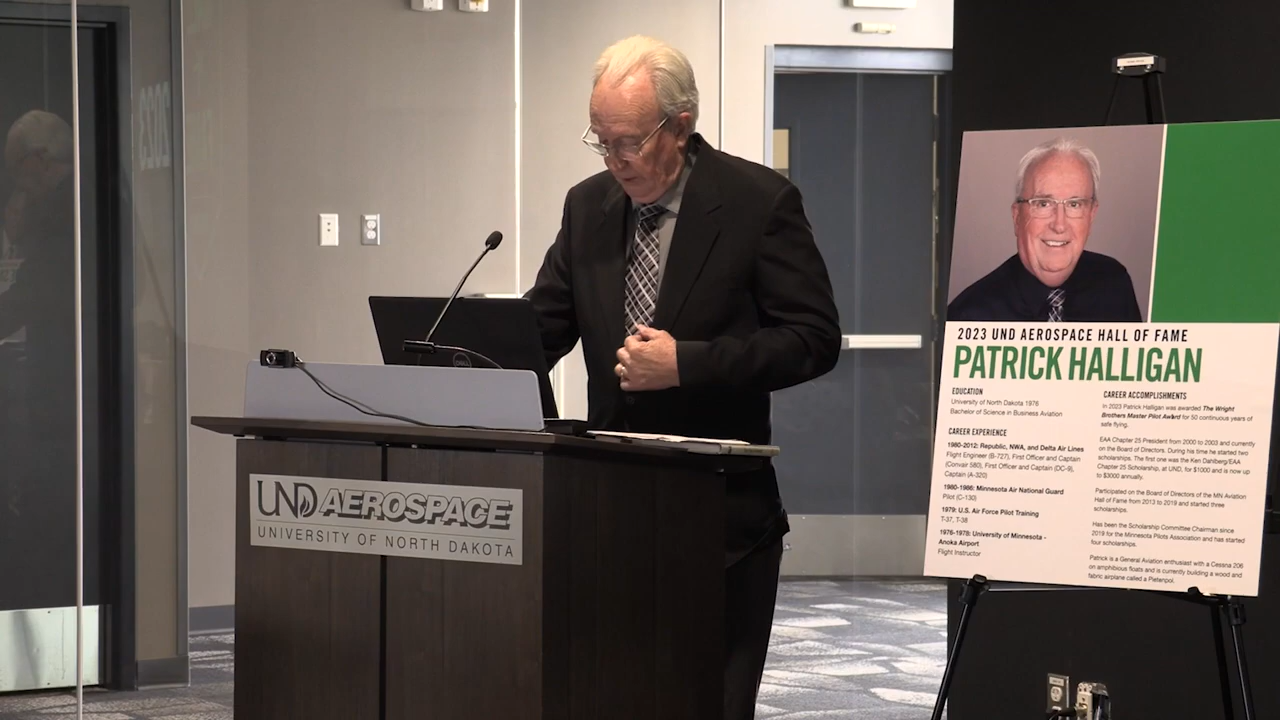 2023
UND AEROSPACE
UNIVERSITY OF NORTH DAKOTA
DELL
2023 UND AEROSPACE HALL OF FAME
PATRICK HALLIGAN
EDUCATION
University of North Dakota 1976
Bachelor of Science in Business Aviation
CAREER EXPERIENCE
1980-2012: Republic, NWA, and Delta Air Lines
Flight Engineer (B-727), First Officer and Captain
(Convair 580), First Officer and Captain (DC-9),
Captain (A-320)
1980-1986: Minnesota Air National Guard
Pilot (C-130)
1979: U.S. Air Force Pilot Training
T-37, T-38
1976-1978: University of Minnesota -
Anoka Airport
Flight Instructor
CAREER ACCOMPLISHMENTS
In 2023 Patrick Halligan was awarded The Wright
Brothers Master Pilot Award for 50 continuous years of
safe flying.
EAA Chapter 25 President from 2000 to 2003 and currently
on the Board of Directors. During his time he started two
scholarships. The first one was the Ken Dahlberg/EAA
Chapter 25 Scholarship, at UND, for $1000 and is now up
to $3000 annually.
Participated on the Board of Directors of the MN Aviation
Hall of Fame from 2013 to 2019 and started three
scholarships.
Has been the Scholarship Committee Chairman since
2019 for the Minnesota Pilots Association and has started
four scholarships.
Patrick is a General Aviation enthusiast with a Cessna 206
on amphibious floats and is currently building a wood and
fabric airplane called a Pietenpol.